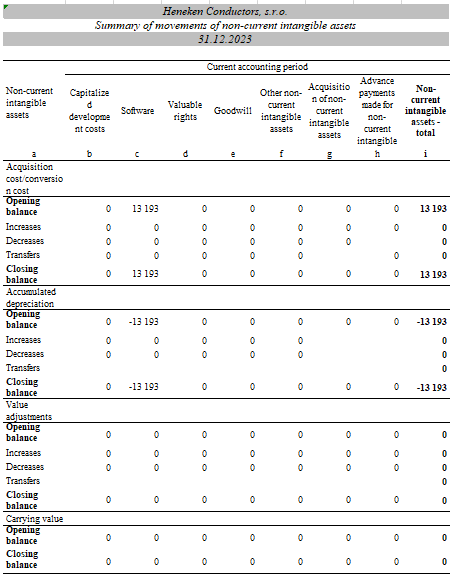 Heneken Conductors, s.r.o.
Summary of movements of non-current intangible assets
31.12.2023
Current accounting period
Non-current
intangible
assets
Capitalize
d
developme
nt costs
Software
Valuable
rights
Goodwill
Other non-
current
intangible
assets
Acquisitio
n of non-
current
intangible
assets
Advance
payments
made for
non-
current
intangible
Non-
current
intangible
assets -
total
a b c d e f g h i
Acquisition
cost/conversio
n cost
Opening
balance 0 13 193 0 0 0 0 0 13 193
Increases 0 0 0 0 0 0 0 0
Decreases 0 0 0 0 0 0 0
Transfers 0 0 0 0 0 0 0
Closing
balance 0 13 193 0 0 0 0 0 13 193
Accumulated
depreciation
Opening
balance 0 -13 193 0 0 0 0 0 -13 193
Increases 0 0 0 0 0 0
Decreases 0 0 0 0 0 0
Transfers 0
Closing
balance 0 -13 193 0 0 0 0 0 -13 193
Value
adjustments
Opening
balance 0 0 0 0 0 0 0 0
Increases 0 0 0 0 0 0 0 0
Decreases 0 0 0 0 0 0 0 0
Transfers 0
Closing
balance 0 0 0 0 0 0 0 0
Carrying value
Opening
balance 0 0 0 0 0 0 0 0
Closing
balance 0 0 0 0 0 0 0 0